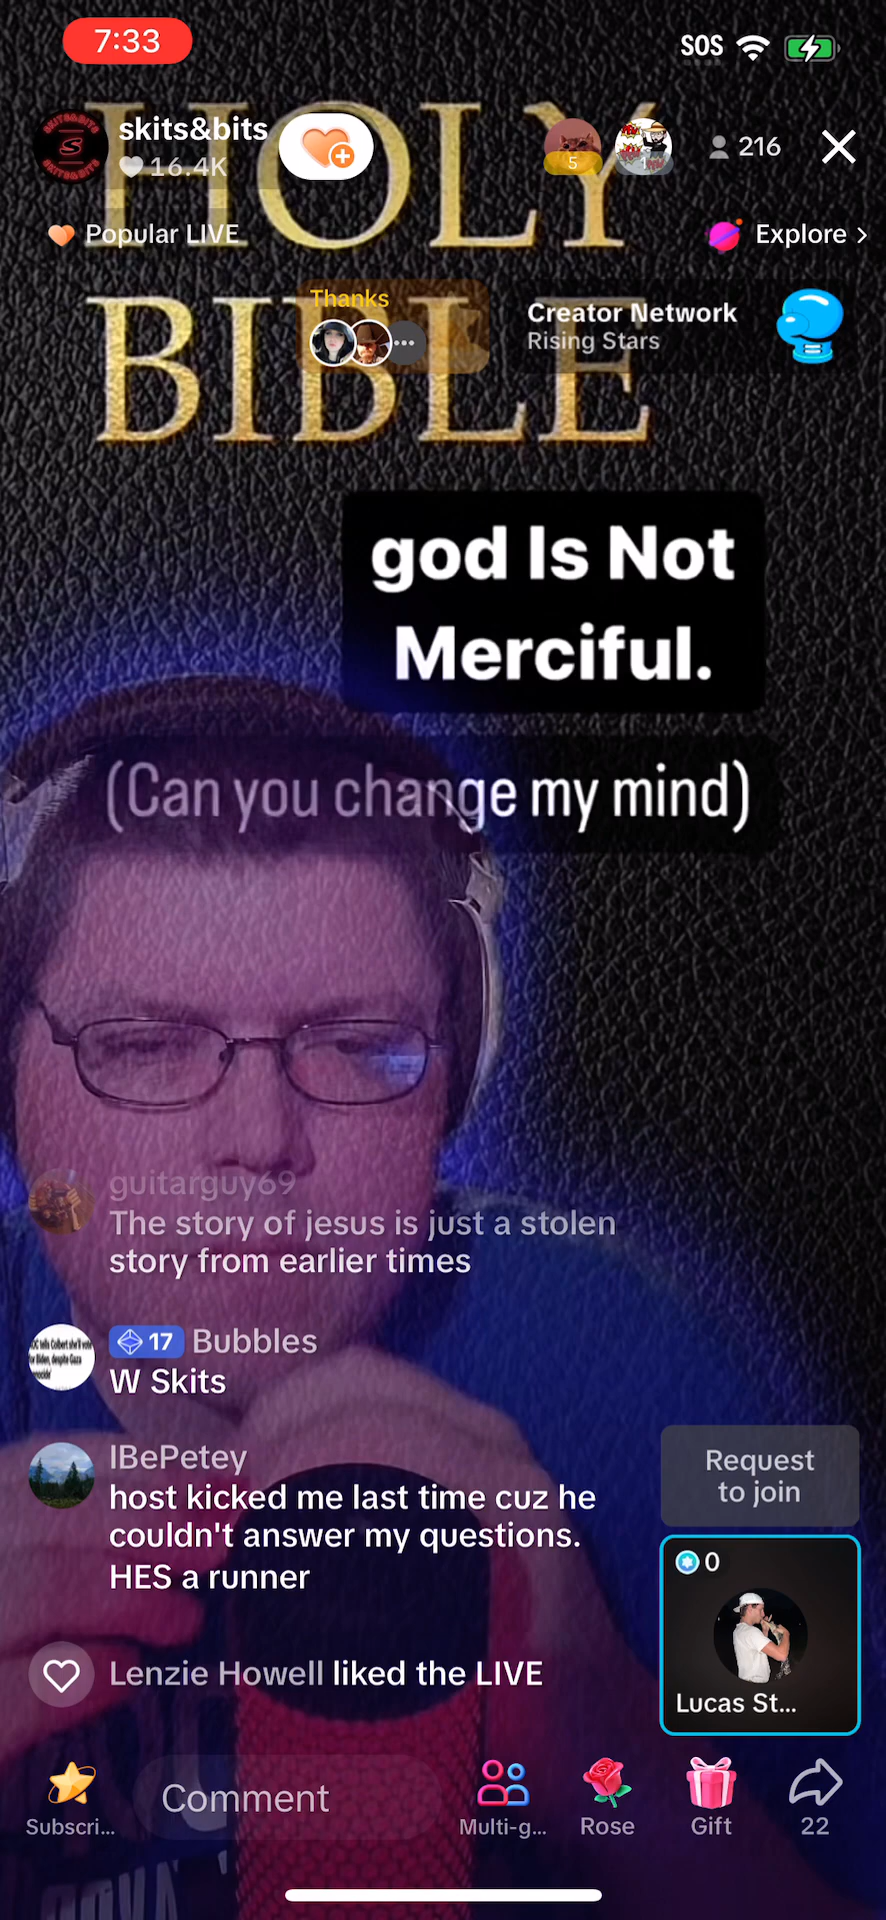 7:33
SOS
HOLY
BIBLE
skits&bits
16.4K
5
216
Popular LIVE
Explore >
Thanks
Creator Network
Rising Stars
god Is Not
Merciful.
(Can you change my mind)
guitarguy69
The story of jesus is just a stolen
story from earlier times
17 Bubbles
W Skits
IBePetey
host kicked me last time cuz he
couldn't answer my questions.
HES a runner
Lenzie Howell liked the LIVE
Request
to join
0
Lucas St...
Subscri...
Comment
Multi-g...
Rose
Gift
22